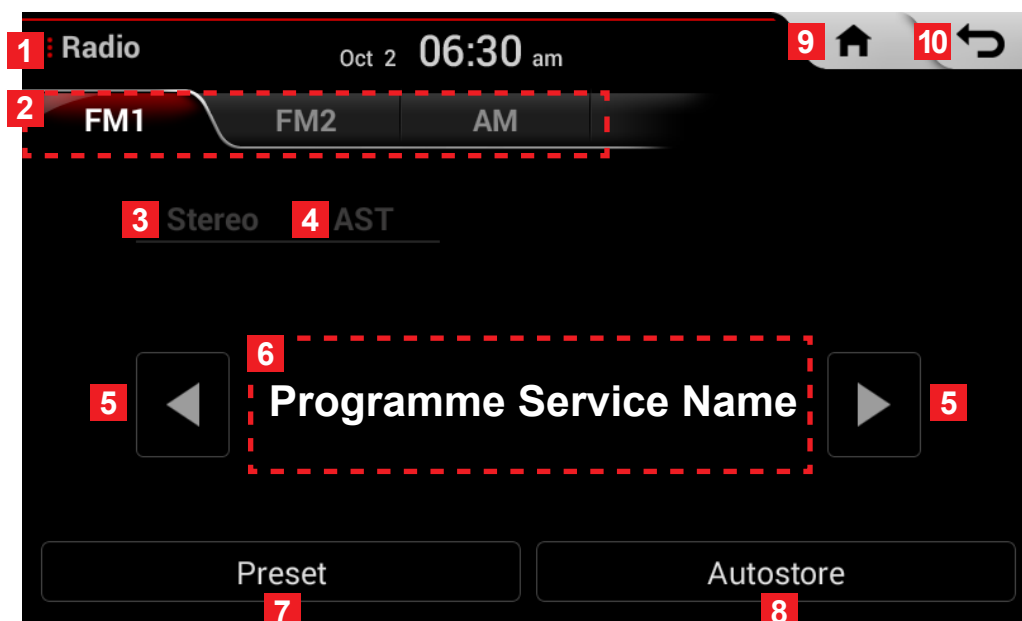 1 Radio Oct 2 06:30 am 9 10
2 FM1 FM2 AM
3 Stereo 4 AST
6
5 Programme Service Name 5
Preset Autostore
7 8